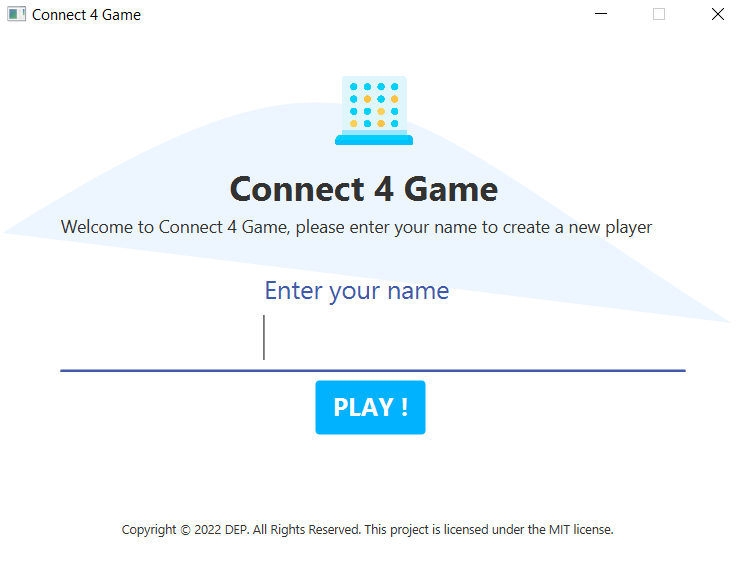 Connect 4 Game
Connect 4 Game
Welcome to Connect 4 Game, please enter your name to create a new player
Enter your name
PLAY !
Copyright © 2022 DEP. All Rights Reserved. This project is licensed under the MIT license.